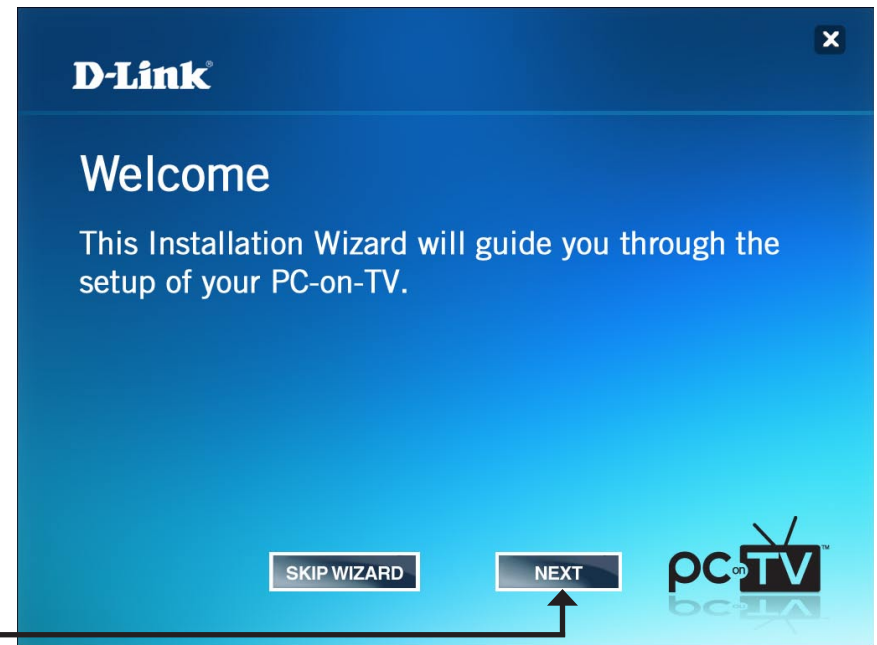 X
D-Link®
Welcome
This Installation Wizard will guide you through the
setup of your PC-on-TV.
SKIP WIZARD
NEXT
pc on TV™